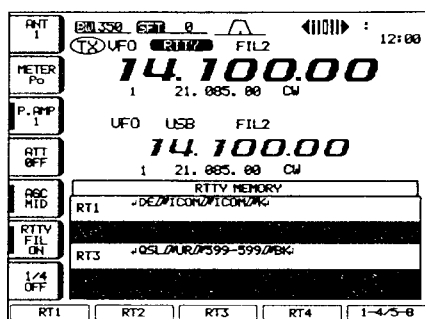 ANT
1
BW 350 SFT 0
12:00
TX VFO RTTY FIL2
METER
Po
14.100.00
1 21.085.00 CW
P.AMP
1
VFO USB FIL2
14.100.00
ATT
OFF
1 21.085.00 CW
AGC
MID
RTTY MEMORY
RT1 DE ICOM ICOM K
RTTY
FIL
ON
RT3 QSL UR 599-599 BK
1/4
OFF
RT1 RT2 RT3 RT4 1-4/5-8